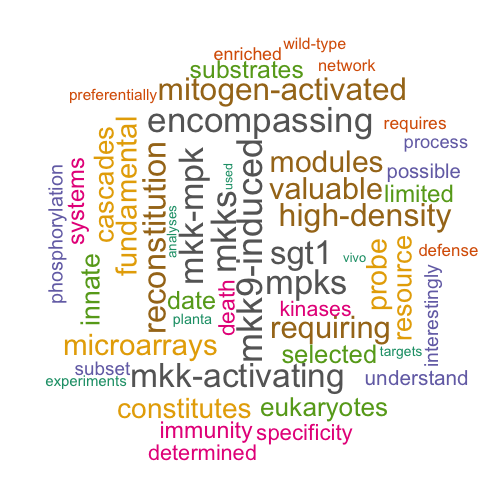 wild-type
enriched
network
substrates
preferentially
mitogen-activated
encompassing
requires
process
cascades
fundamental
reconstitution
mkk-mpk
mkks
used
analyses
mkk9-induced
modules
possible
valuable
limited
high-density
phosphorylation
systems
innate
sgt1
vivo
defense
mpks
probe
resource
interestingly
date
death
kinases
planta
requiring
microarrays
selected
targets
subset
experiments
mkk-activating
understand
constitutes
eukaryotes
immunity
specificity
determined